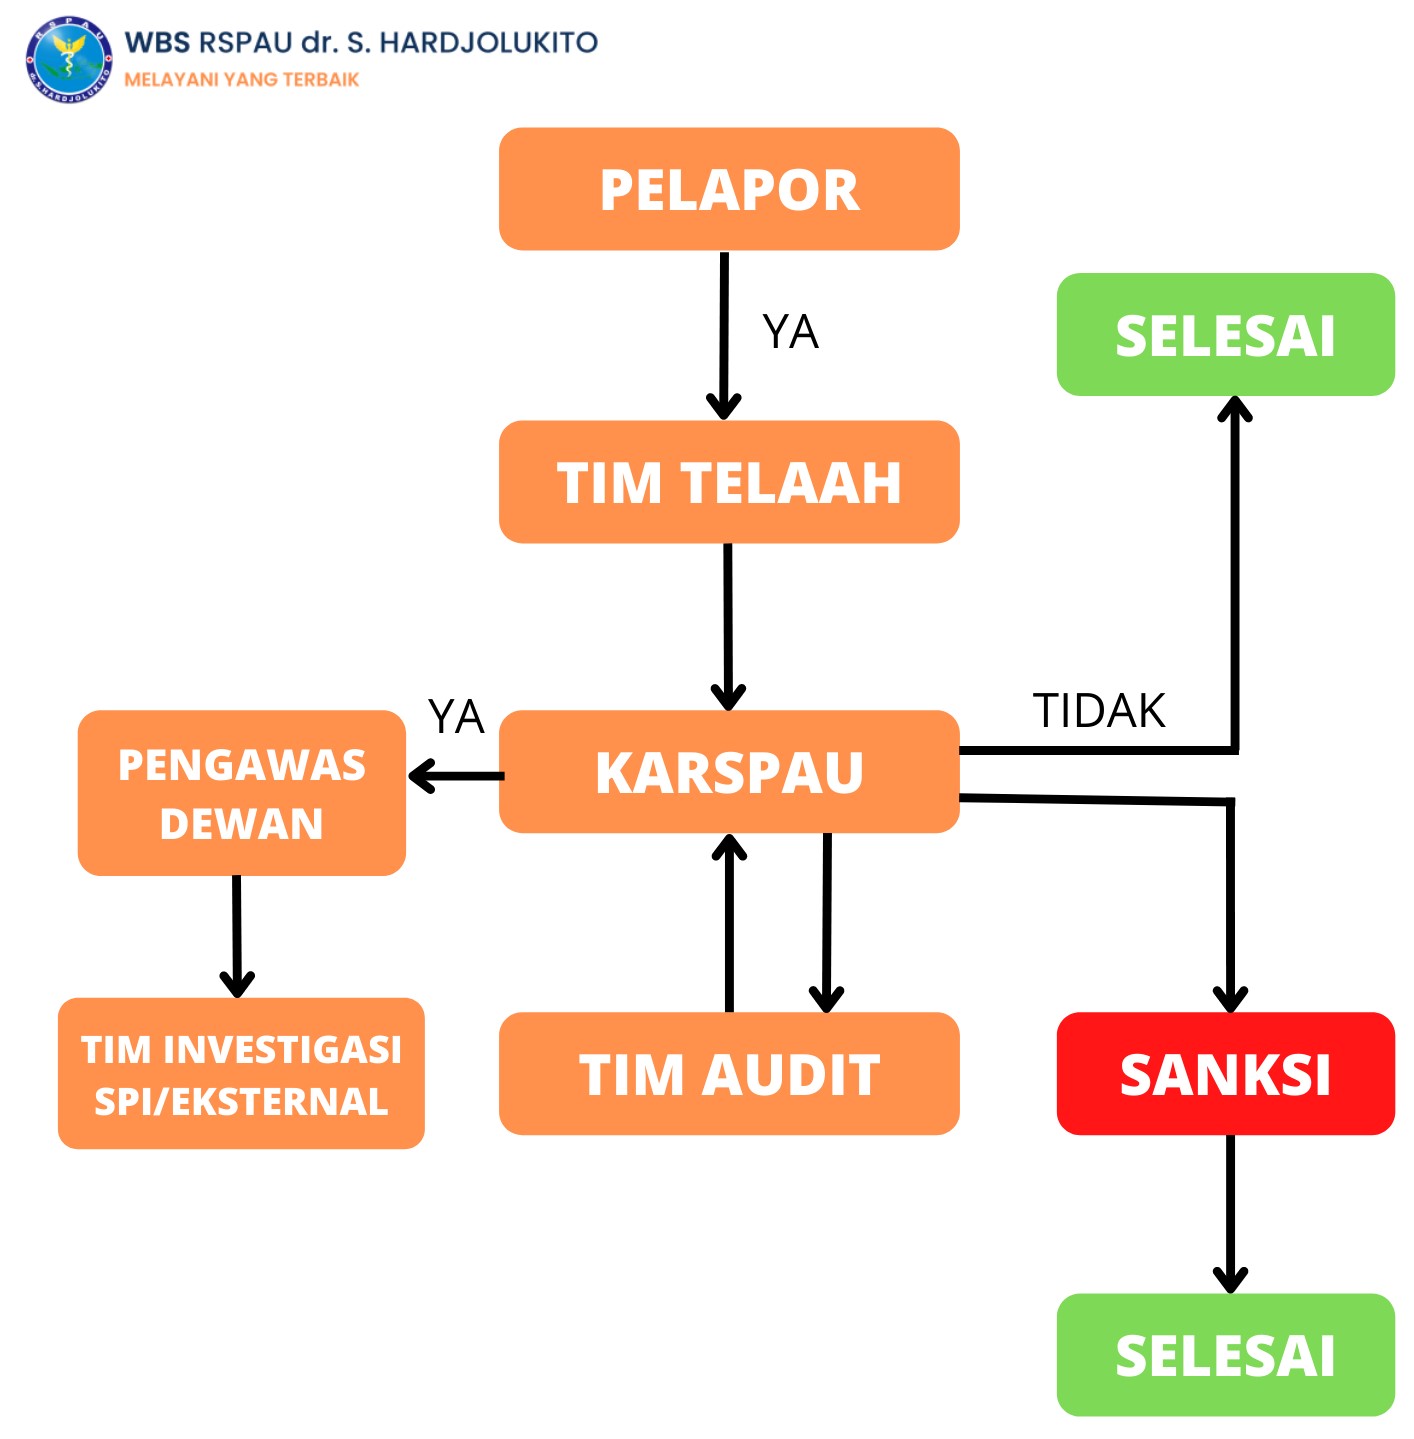 RSPAU
dr.S.HARDJOLUKITO
WBS RSPAU dr. S. HARDJOLUKITO
MELAYANI YANG TERBAIK
PELAPOR
YA
SELESAI
TIM TELAAH
TIDAK
YA
PENGAWAS
DEWAN
KARSPAU
TIM INVESTIGASI
SPI/EKSTERNAL
TIM AUDIT
SANKSI
SELESAI